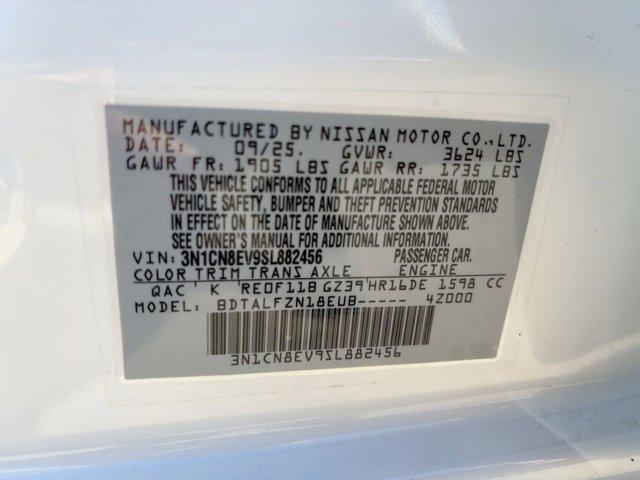 MANUFACTURED BY NISSAN MOTOR CO.,LTD.
DATE: 09/25. GVWR: 3624 LBS
GAWR FR: 1905 LBS GAWR RR: 1735 LBS
THIS VEHICLE CONFORMS TO ALL APPLICABLE FEDERAL MOTOR
VEHICLE SAFETY, BUMPER AND THEFT PREVENTION STANDARDS
IN EFFECT ON THE DATE OF MANUFACTURE SHOWN ABOVE.
SEE OWNER'S MANUAL FOR ADDITIONAL INFORMATION.
VIN: 3N1CN8EV9SL882456 PASSENGER CAR.
COLOR TRIM TRANS AXLE ENGINE
QAC ' K 'RE0F11B GZ39'HR16DE 1598 CC
MODEL: BDTALFZN18EUB----- 4Z000
3N1CN8EV9SL882456